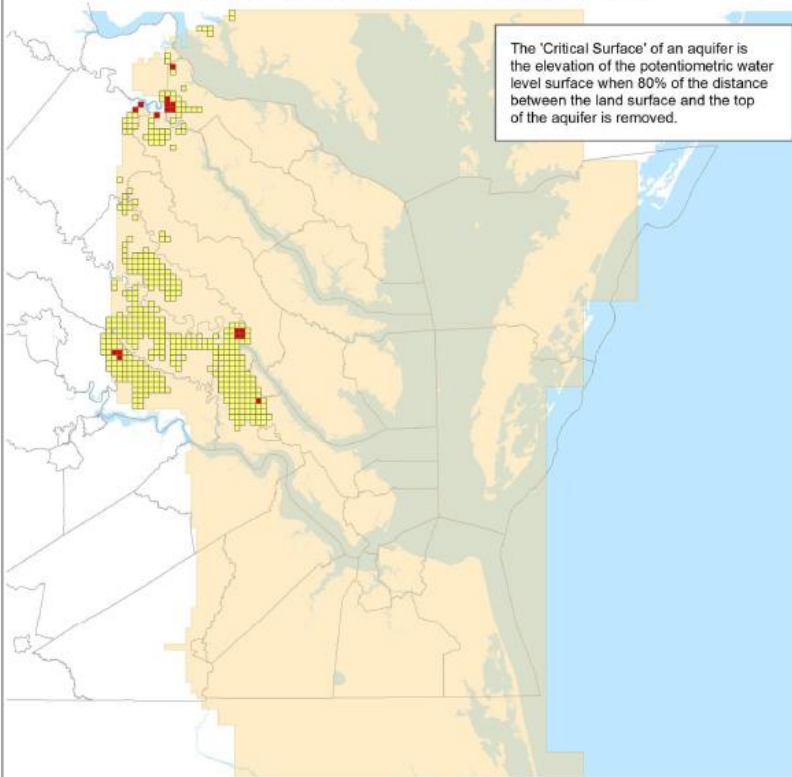 The 'Critical Surface' of an aquifer is
the elevation of the potentiometric water
level surface when 80% of the distance
between the land surface and the top
of the aquifer is removed.